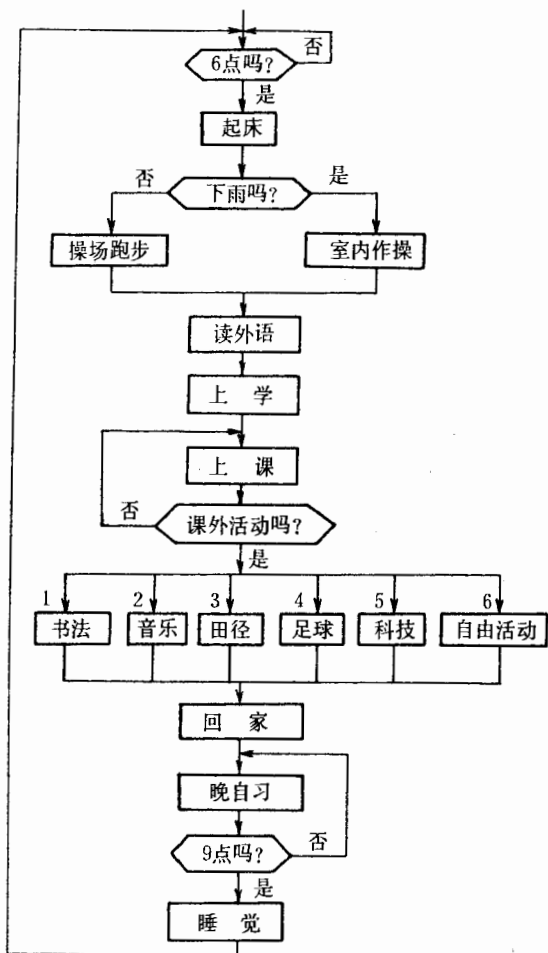 否
6点吗?
是
起床
否
下雨吗?
是
操场跑步
室内作操
读外语
上 学
上 课
否
课外活动吗?
是
1 2 3 4 5 6
书法 音乐 田径 足球 科技 自由活动
回 家
晚自习
9点吗?
否
是
睡 觉